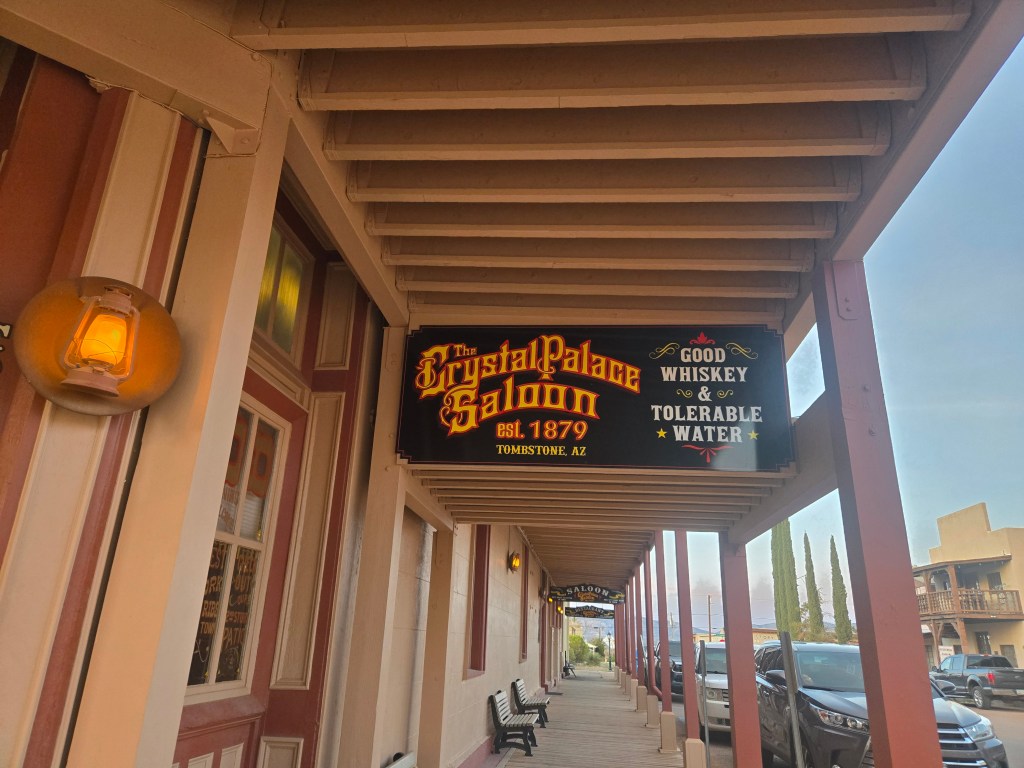 The
Crystal Palace
Saloon
est. 1879
TOMBSTONE, AZ
GOOD
WHISKEY
&
TOLERABLE
WATER
SALOON